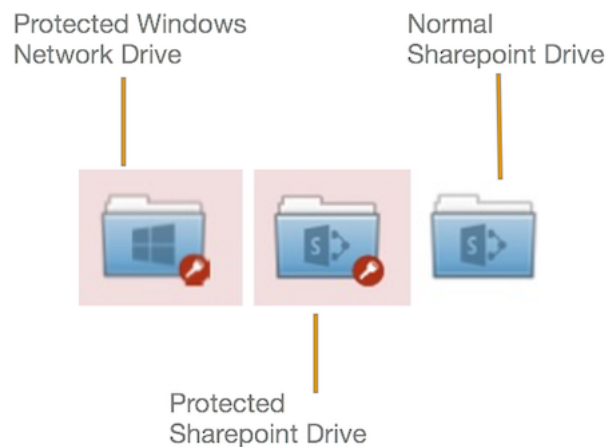 Protected Windows
Network Drive
Normal
Sharepoint Drive
S
S
Protected
Sharepoint Drive